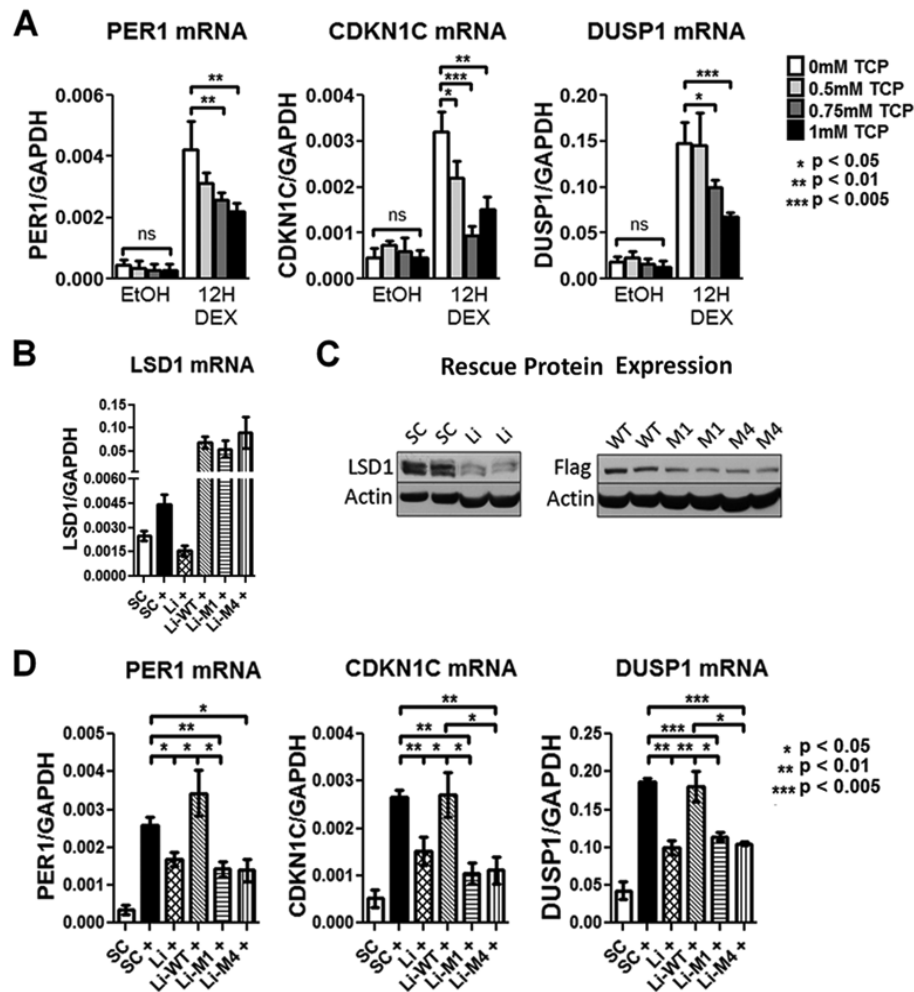 A
PER1 mRNA
CDKN1C mRNA
DUSP1 mRNA
PER1/GAPDH
0.006
0.004
0.002
0.000
**
**
ns
EtOH
12H
DEX
CDKN1C/GAPDH
0.004
0.003
0.002
0.001
0.000
**
***
*
ns
EtOH
12H
DEX
DUSP1/GAPDH
0.20
0.15
0.10
0.05
0.00
***
*
ns
EtOH
12H
DEX
0mM TCP
0.5mM TCP
0.75mM TCP
1mM TCP
* p < 0.05
** p < 0.01
*** p < 0.005
B
LSD1 mRNA
LSD1/GAPDH
0.15
0.10
0.05
0.0060
0.0045
0.0030
0.0015
0.0000
SC
SC +
Li +
Li-WT +
Li-M1 +
Li-M4 +
C
Rescue Protein Expression
SC SC Li Li
LSD1
Actin
WT WT M1 M1 M4 M4
Flag
Actin
D
PER1 mRNA
CDKN1C mRNA
DUSP1 mRNA
PER1/GAPDH
0.005
0.004
0.003
0.002
0.001
0.000
*
**
* * *
SC
SC +
Li +
Li-WT +
Li-M1 +
Li-M4 +
CDKN1C/GAPDH
0.004
0.003
0.002
0.001
0.000
**
** *
** * *
SC
SC +
Li +
Li-WT +
Li-M1 +
Li-M4 +
DUSP1/GAPDH
0.25
0.20
0.15
0.10
0.05
0.00
***
*** *
** ** *
SC
SC +
Li +
Li-WT +
Li-M1 +
Li-M4 +
* p < 0.05
** p < 0.01
*** p < 0.005